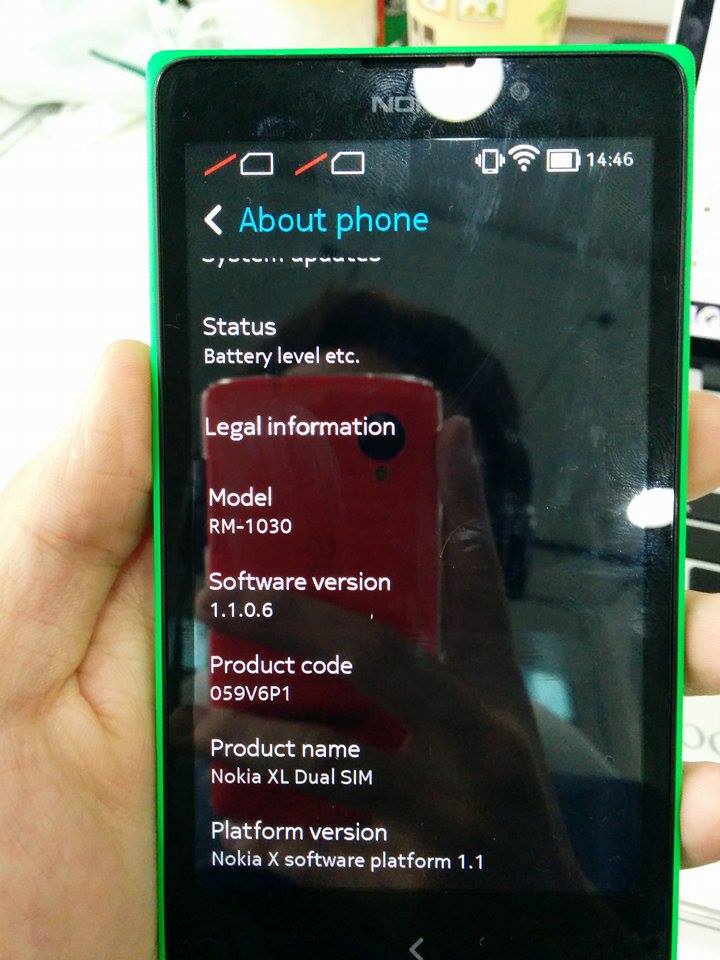 14:46
About phone
System updates
Status
Battery level etc.
Legal information
Model
RM-1030
Software version
1.1.0.6
Product code
059V6P1
Product name
Nokia XL Dual SIM
Platform version
Nokia X software platform 1.1